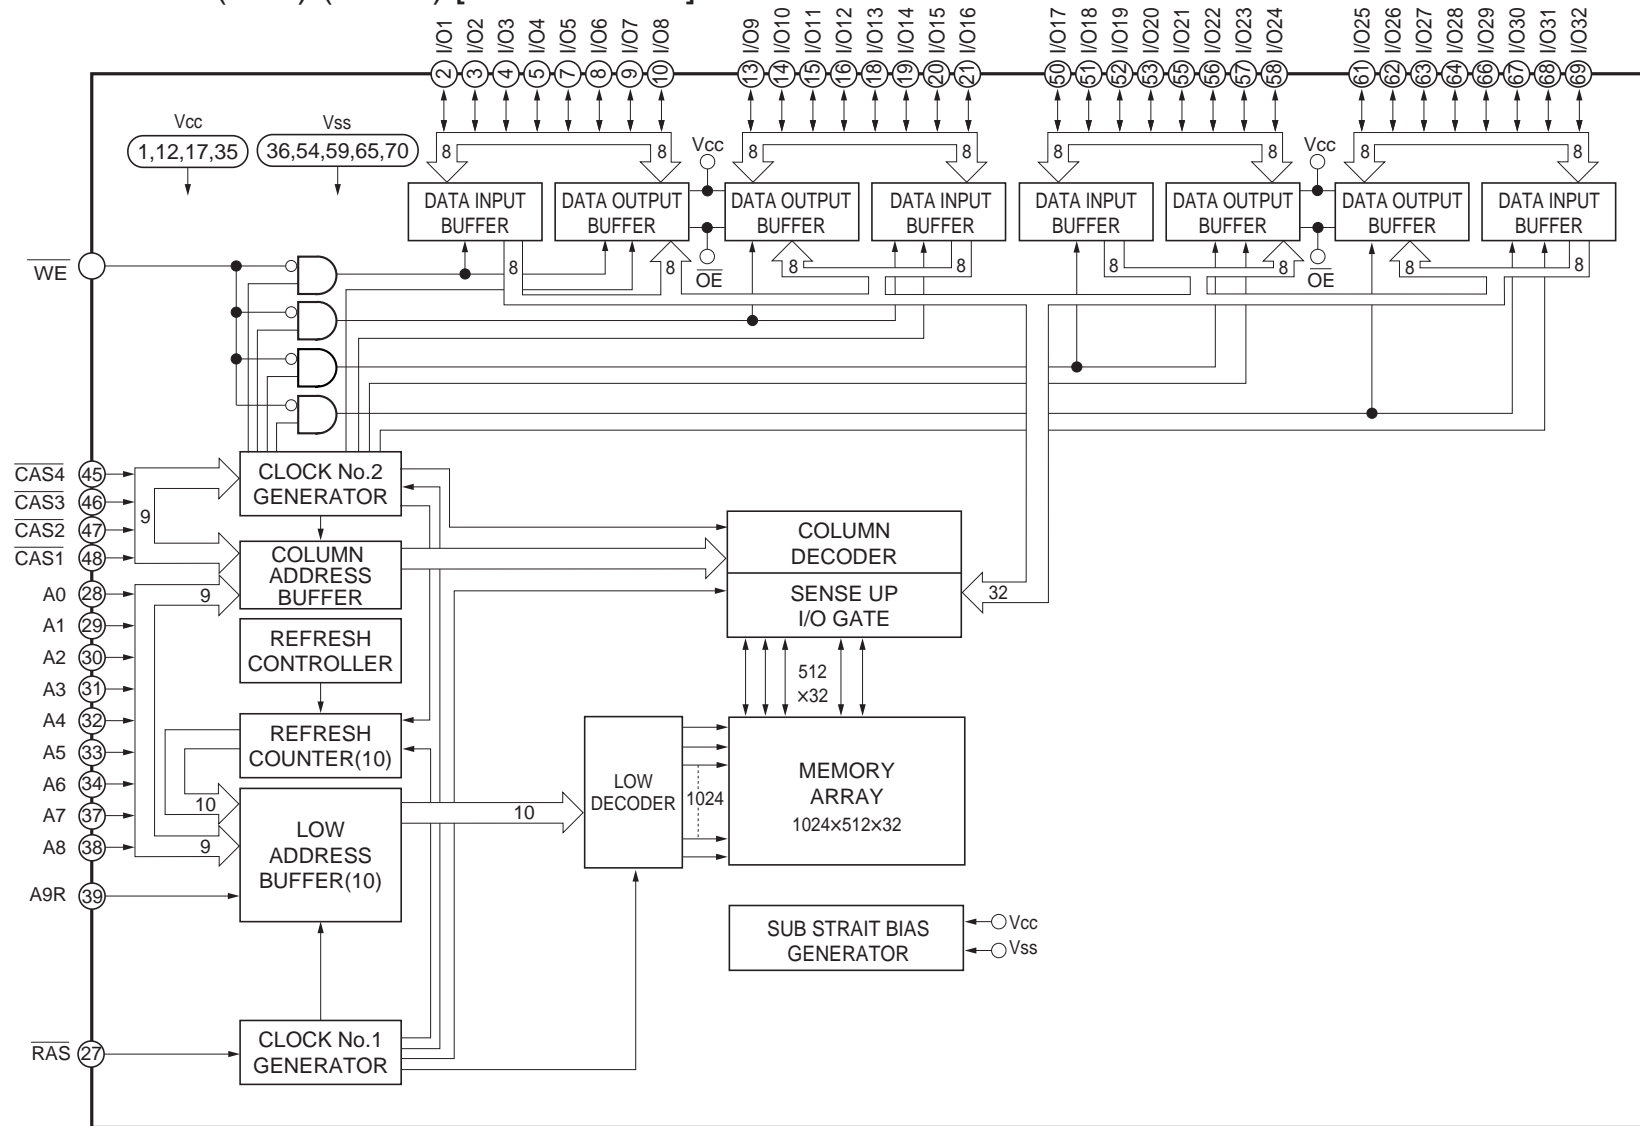 I/O1 I/O2 I/O3 I/O4 I/O5 I/O6 I/O7 I/O8 I/O9 I/O10 I/O11 I/O12 I/O13 I/O14 I/O15 I/O16 I/O17 I/O18 I/O19 I/O20 I/O21 I/O22 I/O23 I/O24 I/O25 I/O26 I/O27 I/O28 I/O29 I/O30 I/O31 I/O32
2 3 4 5 7 8 9 10 13 14 15 16 18 19 20 21 50 51 52 53 55 56 57 58 61 62 63 64 66 67 68 69
Vcc
1,12,17,35
Vss
36,54,59,65,70
8 8 Vcc 8 8 8 8 Vcc 8 8
DATA INPUT
BUFFER
DATA OUTPUT
BUFFER
DATA OUTPUT
BUFFER
DATA INPUT
BUFFER
DATA INPUT
BUFFER
DATA OUTPUT
BUFFER
DATA OUTPUT
BUFFER
DATA INPUT
BUFFER
8 8 OE 8 8 8 8 OE 8 8
WE
CAS4 45
CAS3 46
CAS2 47
CAS1 48
9
CLOCK No.2
GENERATOR
COLUMN
ADDRESS
BUFFER
COLUMN
DECODER
SENSE UP
I/O GATE
32
A0 28
A1 29
A2 30
A3 31
A4 32
A5 33
A6 34
A7 37
A8 38
A9R 39
9
REFRESH
CONTROLLER
REFRESH
COUNTER(10)
10
9
LOW
ADDRESS
BUFFER(10)
10
LOW
DECODER
1024
512
×32
MEMORY
ARRAY
1024×512×32
SUB STRAIT BIAS
GENERATOR
Vcc
Vss
RAS 27
CLOCK No.1
GENERATOR